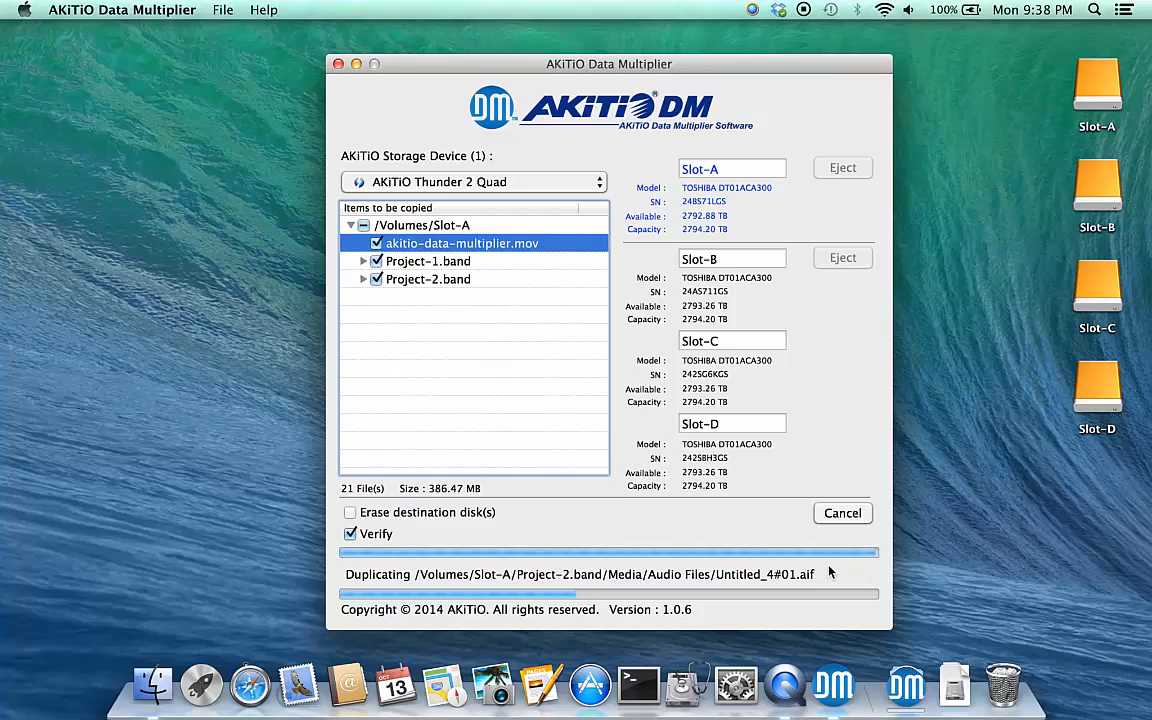 AKiTiO Data Multiplier File Help 100% Mon 9:38 PM
AKiTiO Data Multiplier
DM AKiTiO® DM
AKiTiO Data Multiplier Software
AKiTiO Storage Device (1) :
AKiTiO Thunder 2 Quad
Items to be copied
/Volumes/Slot-A
akitio-data-multiplier.mov
Project-1.band
Project-2.band
21 File(s) Size : 386.47 MB
Slot-A Eject
Model : TOSHIBA DT01ACA300
SN : 24BS71LGS
Available : 2792.88 TB
Capacity : 2794.20 TB
Slot-B Eject
Model : TOSHIBA DT01ACA300
SN : 24AS711GS
Available : 2793.26 TB
Capacity : 2794.20 TB
Slot-C
Model : TOSHIBA DT01ACA300
SN : 242SG6KGS
Available : 2793.26 TB
Capacity : 2794.20 TB
Slot-D
Model : TOSHIBA DT01ACA300
SN : 242SBH3GS
Available : 2793.26 TB
Capacity : 2794.20 TB
Erase destination disk(s)
Cancel
Verify
Duplicating /Volumes/Slot-A/Project-2.band/Media/Audio Files/Untitled_4#01.aif
Copyright © 2014 AKiTiO. All rights reserved. Version : 1.0.6
Slot-A
Slot-B
Slot-C
Slot-D
OCT
13
PAGES
DM
DM